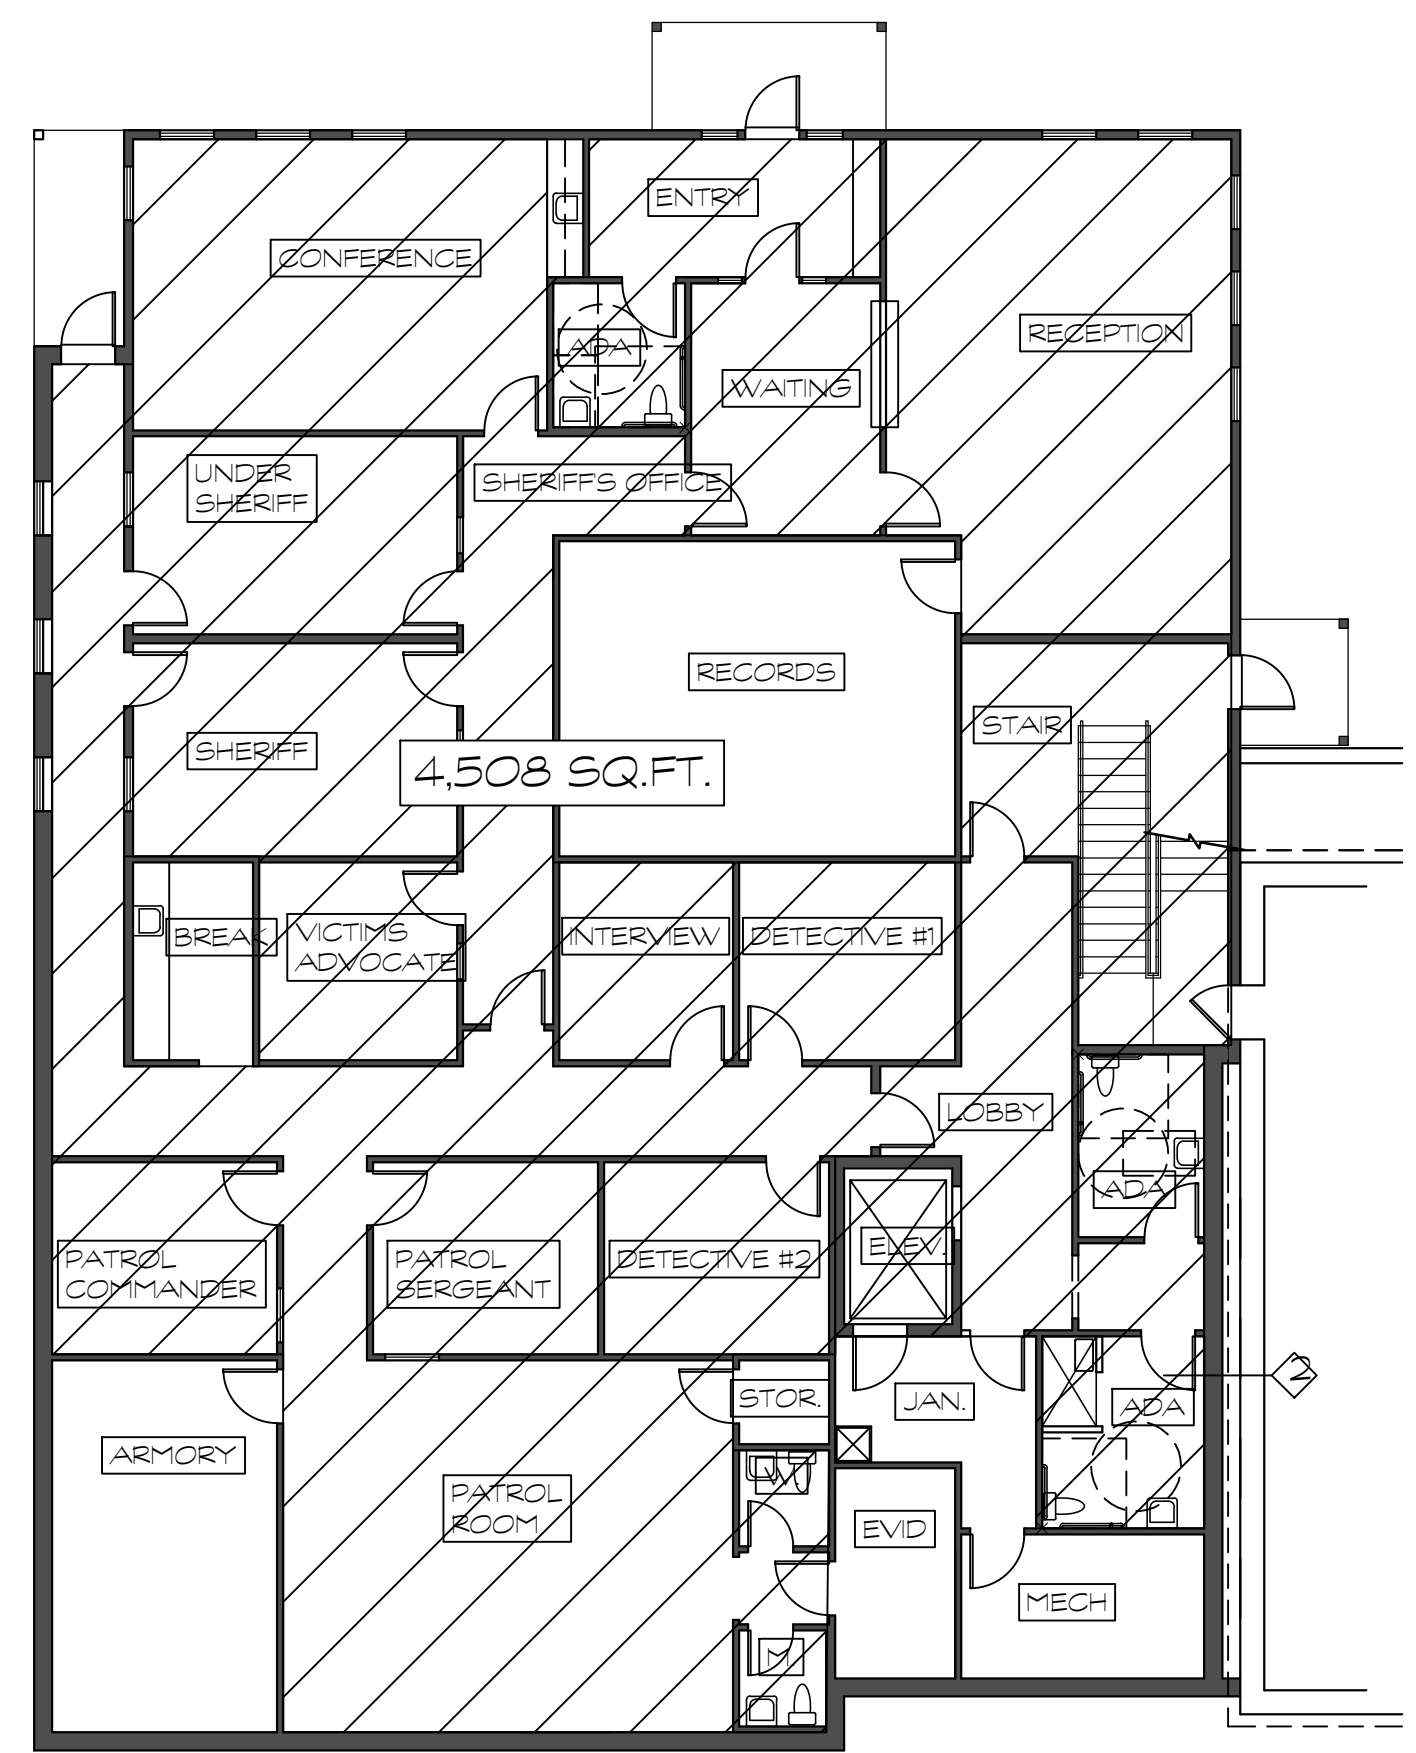 ENTRY
CONFERENCE
RECEPTION
ADA
WAITING
UNDER
SHERIFF
SHERIFF'S OFFICE
RECORDS
STAIR
SHERIFF
4,508 SQ.FT.
BREAK
VICTIMS
ADVOCATE
INTERVIEW
DETECTIVE #1
LOBBY
ADA
PATROL
COMMANDER
PATROL
SERGEANT
DETECTIVE #2
ELEV.
2
STOR.
JAN.
ADA
ARMORY
W.
PATROL
ROOM
EVID
MECH
M.